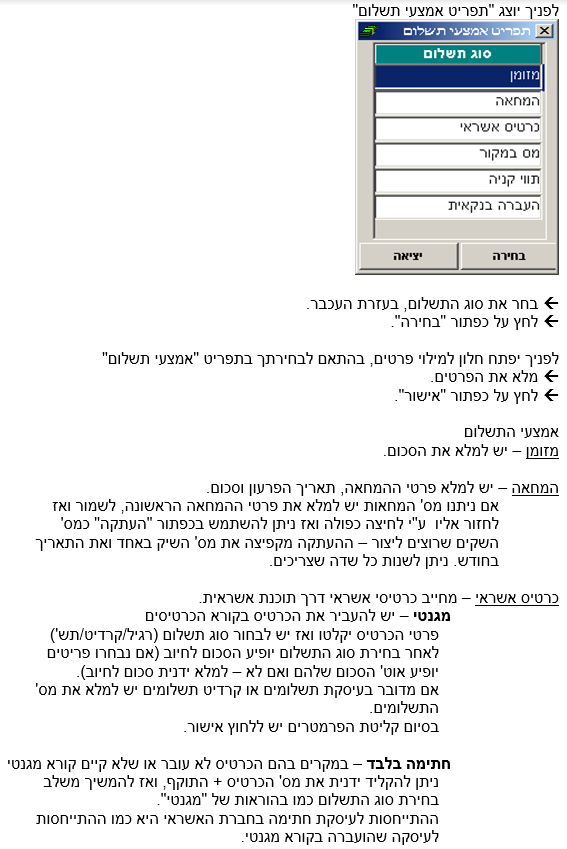 לפניך יוצג "תפריט אמצעי תשלום"
תפריט אמצעי תשלום
סוג תשלום
מזומן
המחאה
כרטיס אשראי
מס במקור
תווי קניה
העברה בנקאית
בחירה
יציאה
← בחר את סוג התשלום, בעזרת העכבר.
← לחץ על כפתור "בחירה".
לפניך יפתח חלון למילוי פרטים, בהתאם לבחירתך בתפריט "אמצעי תשלום"
← מלא את הפרטים.
← לחץ על כפתור "אישור".
אמצעי התשלום
מזומן – יש למלא את הסכום.
המחאה – יש למלא פרטי ההמחאה, תאריך הפרעון וסכום.
אם ניתנו מס' המחאות יש למלא את פרטי ההמחאה הראשונה, לשמור ואז
לחזור אליו ע"י לחיצה כפולה ואז ניתן להשתמש בכפתור "העתקה" כמס'
השקים שרוצים ליצור – ההעתקה מקפיצה את מס' השיק באחד ואת התאריך
בחודש. ניתן לשנות כל שדה שצריכים.
כרטיס אשראי – מחייב כרטיסי אשראי דרך תוכנת אשראית.
מגנטי – יש להעביר את הכרטיס בקורא הכרטיסים
פרטי הכרטיס יקלטו ואז יש לבחור סוג תשלום (רגיל/קרדיט/תש')
לאחר בחירת סוג התשלום יופיע הסכום לחיוב (אם נבחרו פריטים
יופיע אוט' הסכום שלהם ואם לא – למלא ידנית סכום לחיוב).
אם מדובר בעיסקת תשלומים או קרדיט תשלומים יש למלא את מס'
התשלומים.
בסיום קליטת הפרמטרים יש ללחוץ אישור.
חתימה בלבד – במקרים בהם הכרטיס לא עובר או שלא קיים קורא מגנטי
ניתן להקליד ידנית את מס' הכרטיס + התוקף, ואז להמשיך משלב
בחירת סוג התשלום כמו בהוראות של "מגנטי".
ההתייחסות לעיסקת חתימה בחברת האשראי היא כמו ההתייחסות
לעיסקה שהועברה בקורא מגנטי.